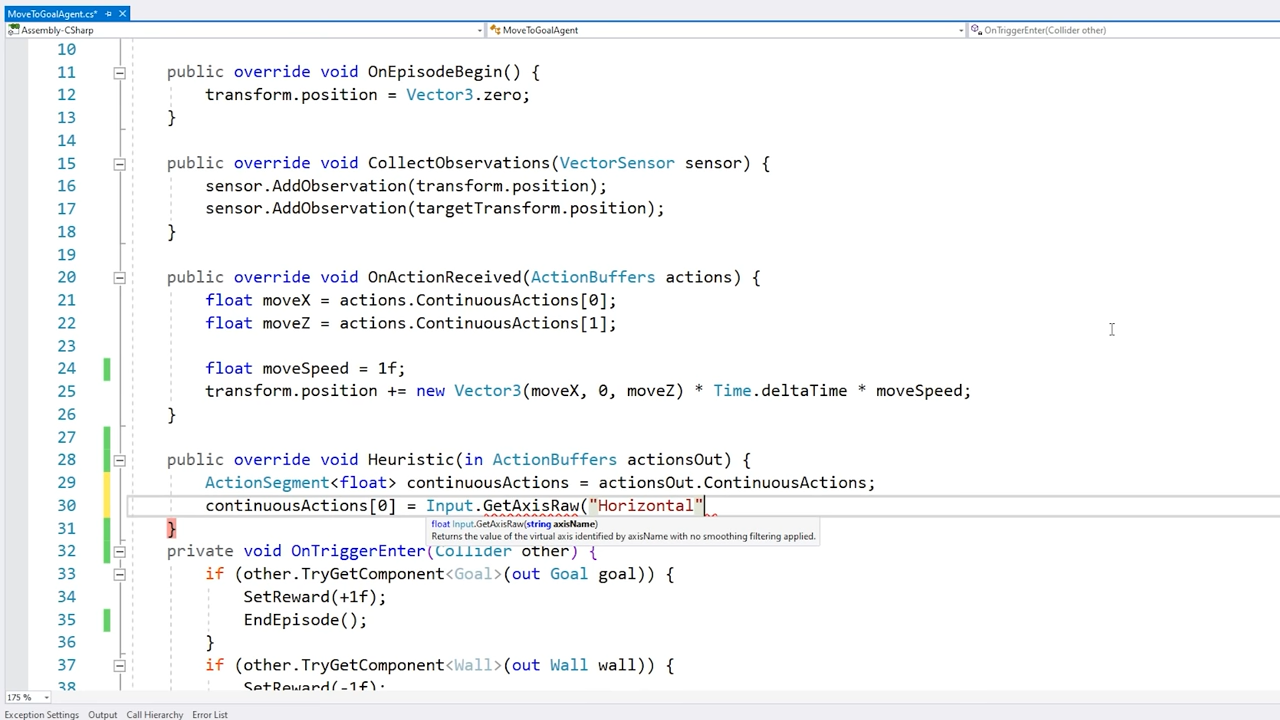 MoveToGoalAgent.cs*
Assembly-CSharp MoveToGoalAgent OnTriggerEnter(Collider other)
10
11 public override void OnEpisodeBegin() {
12 transform.position = Vector3.zero;
13 }
14
15 public override void CollectObservations(VectorSensor sensor) {
16 sensor.AddObservation(transform.position);
17 sensor.AddObservation(targetTransform.position);
18 }
19
20 public override void OnActionReceived(ActionBuffers actions) {
21 float moveX = actions.ContinuousActions[0];
22 float moveZ = actions.ContinuousActions[1];
23
24 float moveSpeed = 1f;
25 transform.position += new Vector3(moveX, 0, moveZ) * Time.deltaTime * moveSpeed;
26 }
27
28 public override void Heuristic(in ActionBuffers actionsOut) {
29 ActionSegment<float> continuousActions = actionsOut.ContinuousActions;
30 continuousActions[0] = Input.GetAxisRaw("Horizontal"
float Input.GetAxisRaw(string axisName)
Returns the value of the virtual axis identified by axisName with no smoothing filtering applied.
31 }
32 private void OnTriggerEnter(Collider other) {
33 if (other.TryGetComponent<Goal>(out Goal goal)) {
34 SetReward(+1f);
35 EndEpisode();
36 }
37 if (other.TryGetComponent<Wall>(out Wall wall)) {
38 SetReward(-1f);
175 %
Exception Settings Output Call Hierarchy Error List